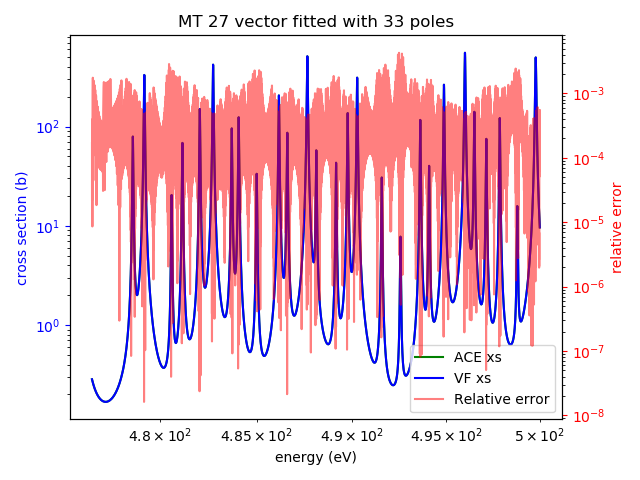 MT 27 vector fitted with 33 poles
cross section (b)
10²
10¹
10⁰
10⁻³
10⁻⁴
10⁻⁵
10⁻⁶
10⁻⁷
10⁻⁸
relative error
ACE xs
VF xs
Relative error
4.8 × 10²
4.85 × 10²
4.9 × 10²
4.95 × 10²
5 × 10²
energy (eV)